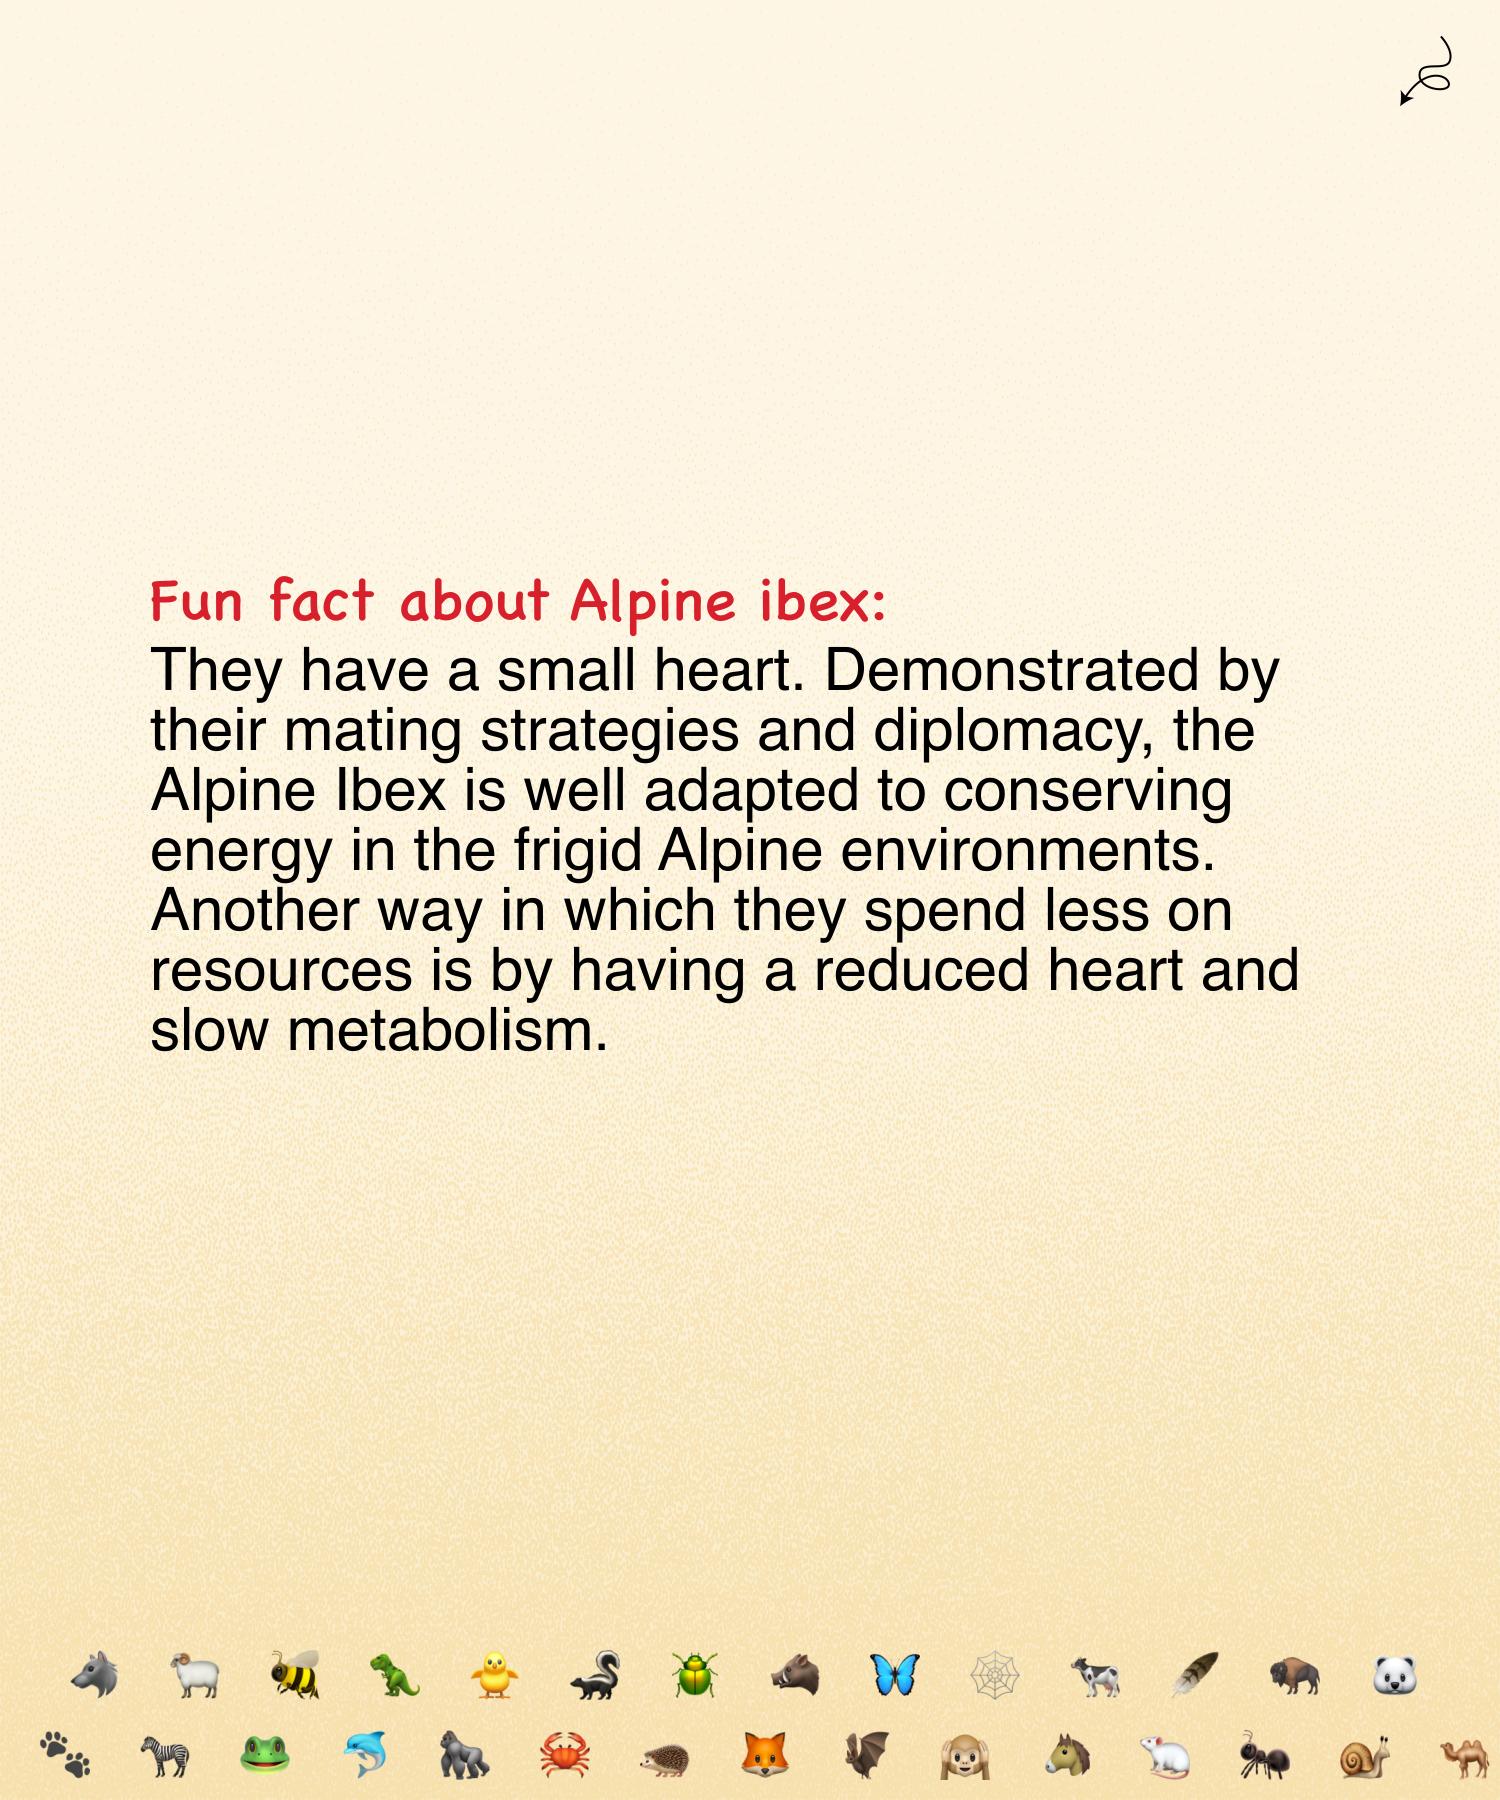 Fun fact about Alpine ibex:
They have a small heart. Demonstrated by
their mating strategies and diplomacy, the
Alpine Ibex is well adapted to conserving
energy in the frigid Alpine environments.
Another way in which they spend less on
resources is by having a reduced heart and
slow metabolism.